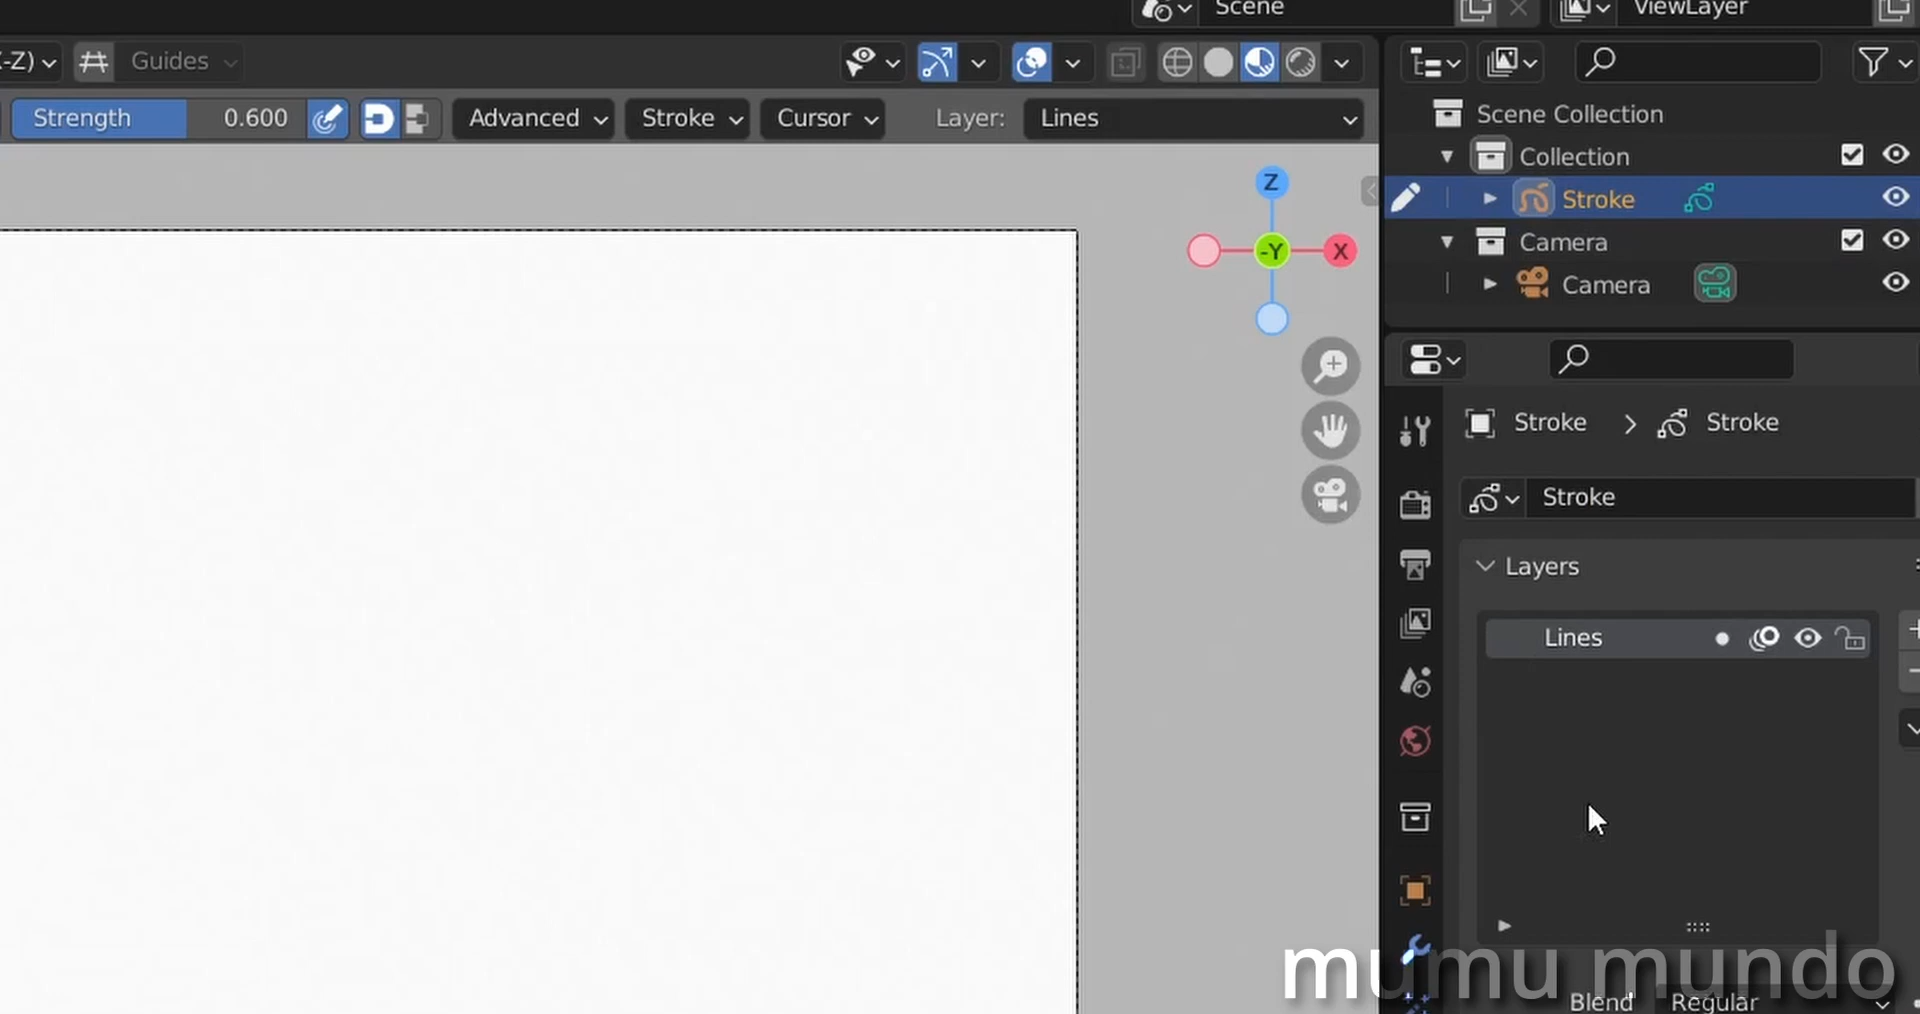 Scene
ViewLayer
-Z)
Guides
Strength 0.600
Advanced
Stroke
Cursor
Layer:
Lines
Scene Collection
Collection
Stroke
Camera
Camera
Z
-Y
X
Stroke
Stroke
Stroke
Layers
Lines
mumu mundo
Blend
Regular